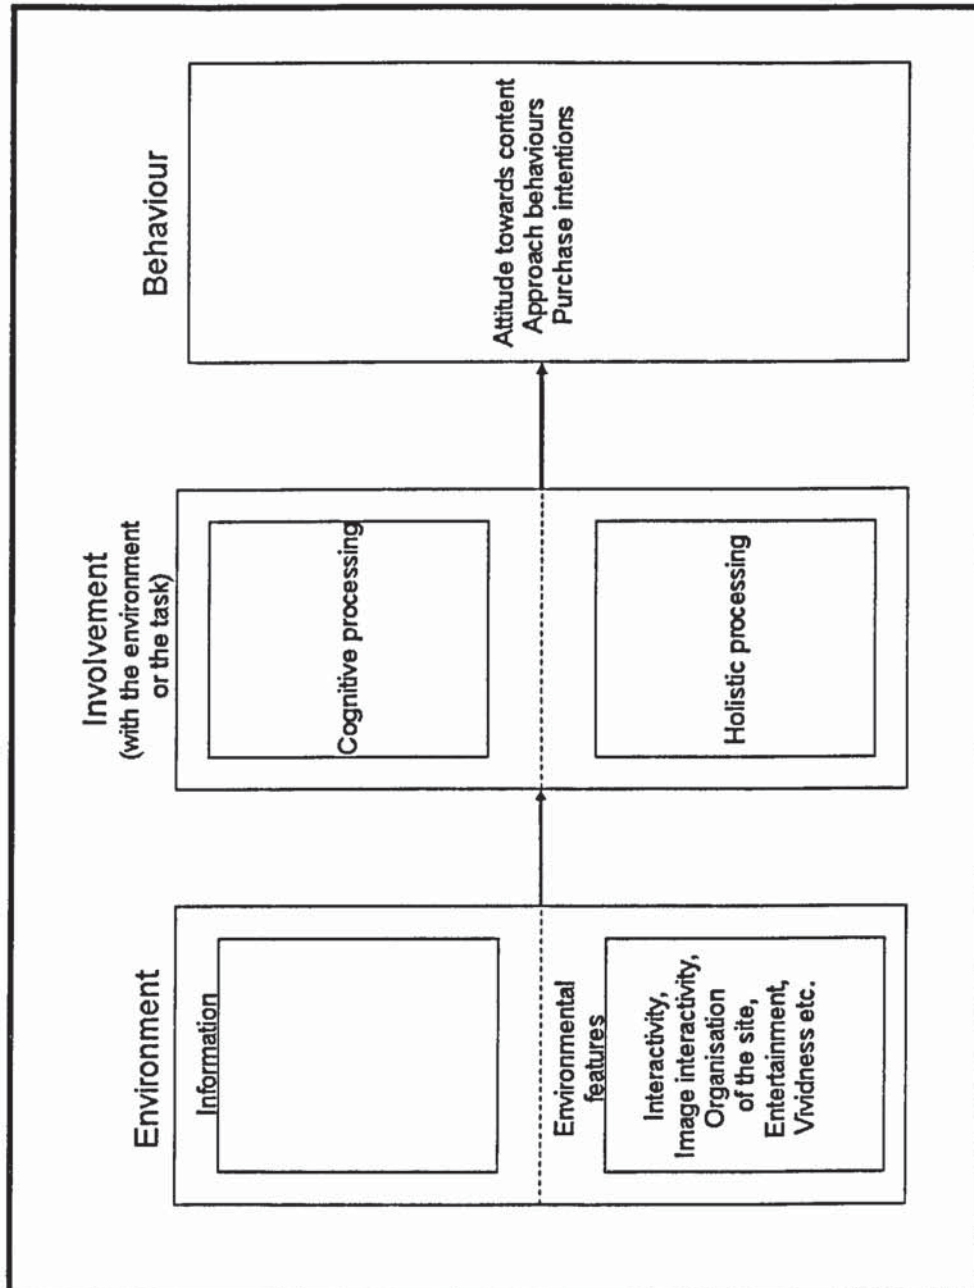 Environment
Information
Environmental
features
Interactivity,
Image interactivity,
Organisation
of the site,
Entertainment,
Vividness etc.
Involvement
(with the environment
or the task)
Cognitive processing
Holistic processing
Behaviour
Attitude towards content
Approach behaviours
Purchase intentions